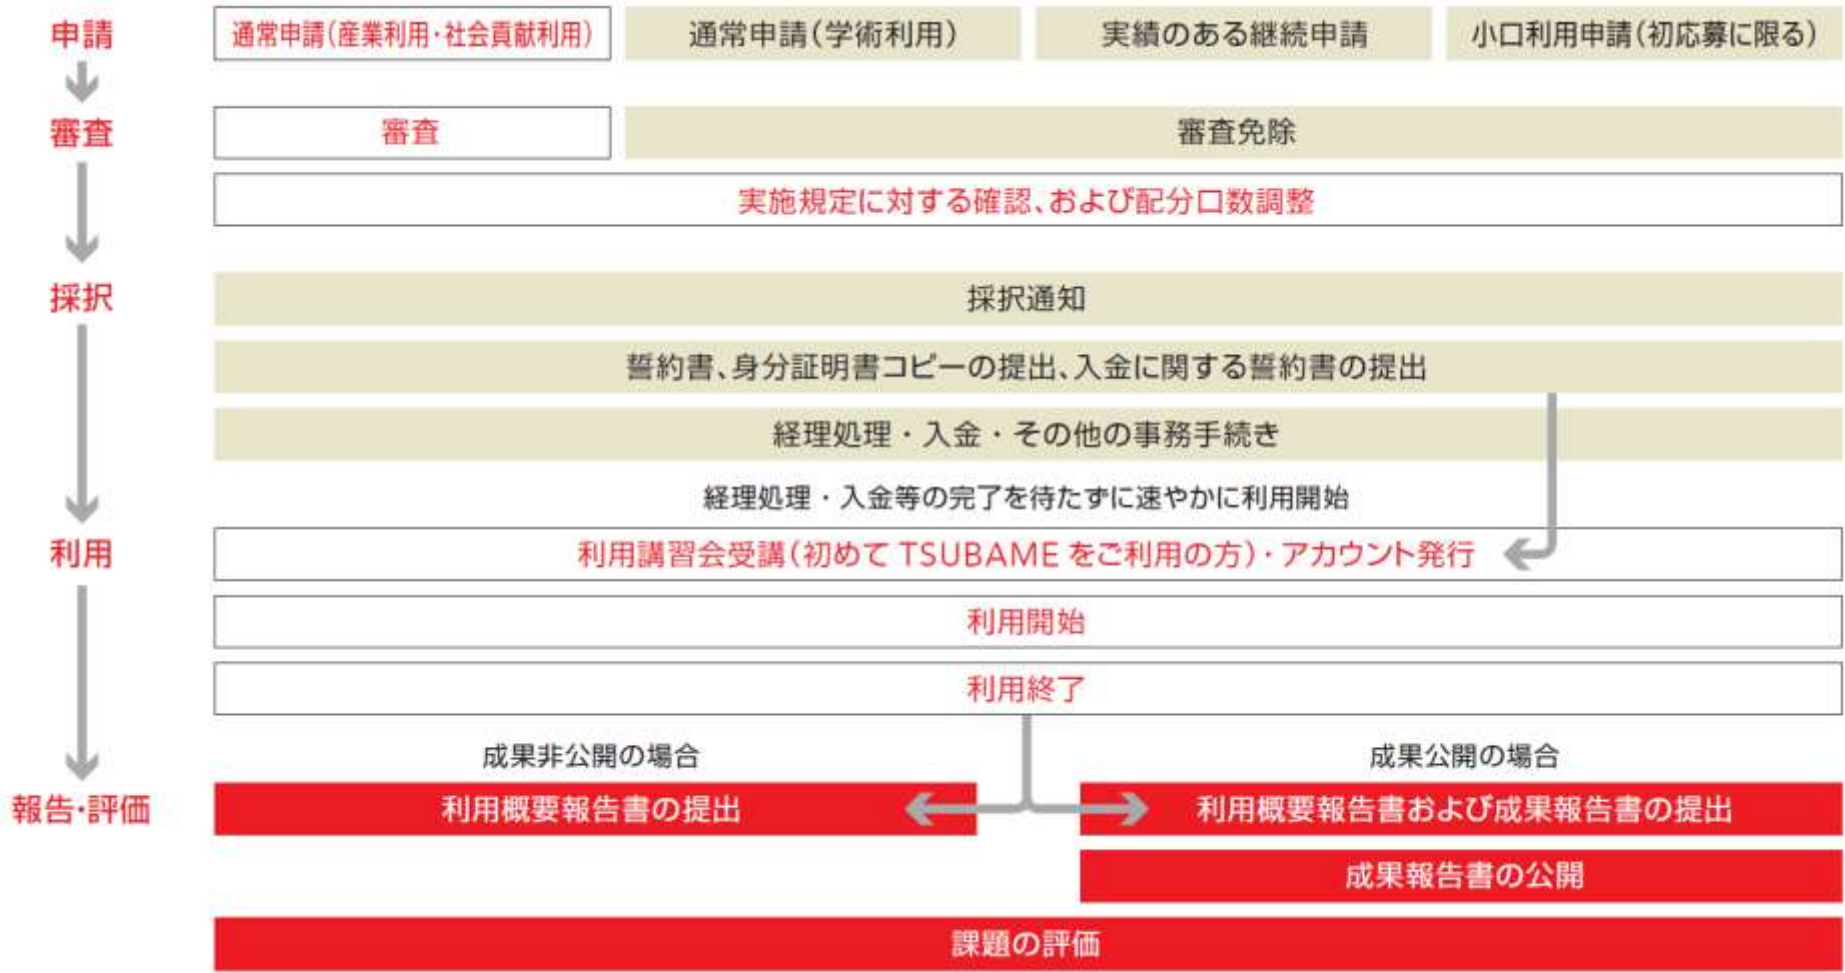 申請
通常申請(産業利用・社会貢献利用)
通常申請(学術利用)
実績のある継続申請
小口利用申請(初応募に限る)
審査
審査
審査免除
実施規定に対する確認、および配分口数調整
採択
採択通知
誓約書、身分証明書コピーの提出、入金に関する誓約書の提出
経理処理・入金・その他の事務手続き
経理処理・入金等の完了を待たずに速やかに利用開始
利用
利用講習会受講(初めて TSUBAME をご利用の方)・アカウント発行
利用開始
利用終了
成果非公開の場合
成果公開の場合
報告・評価
利用概要報告書の提出
利用概要報告書および成果報告書の提出
成果報告書の公開
課題の評価